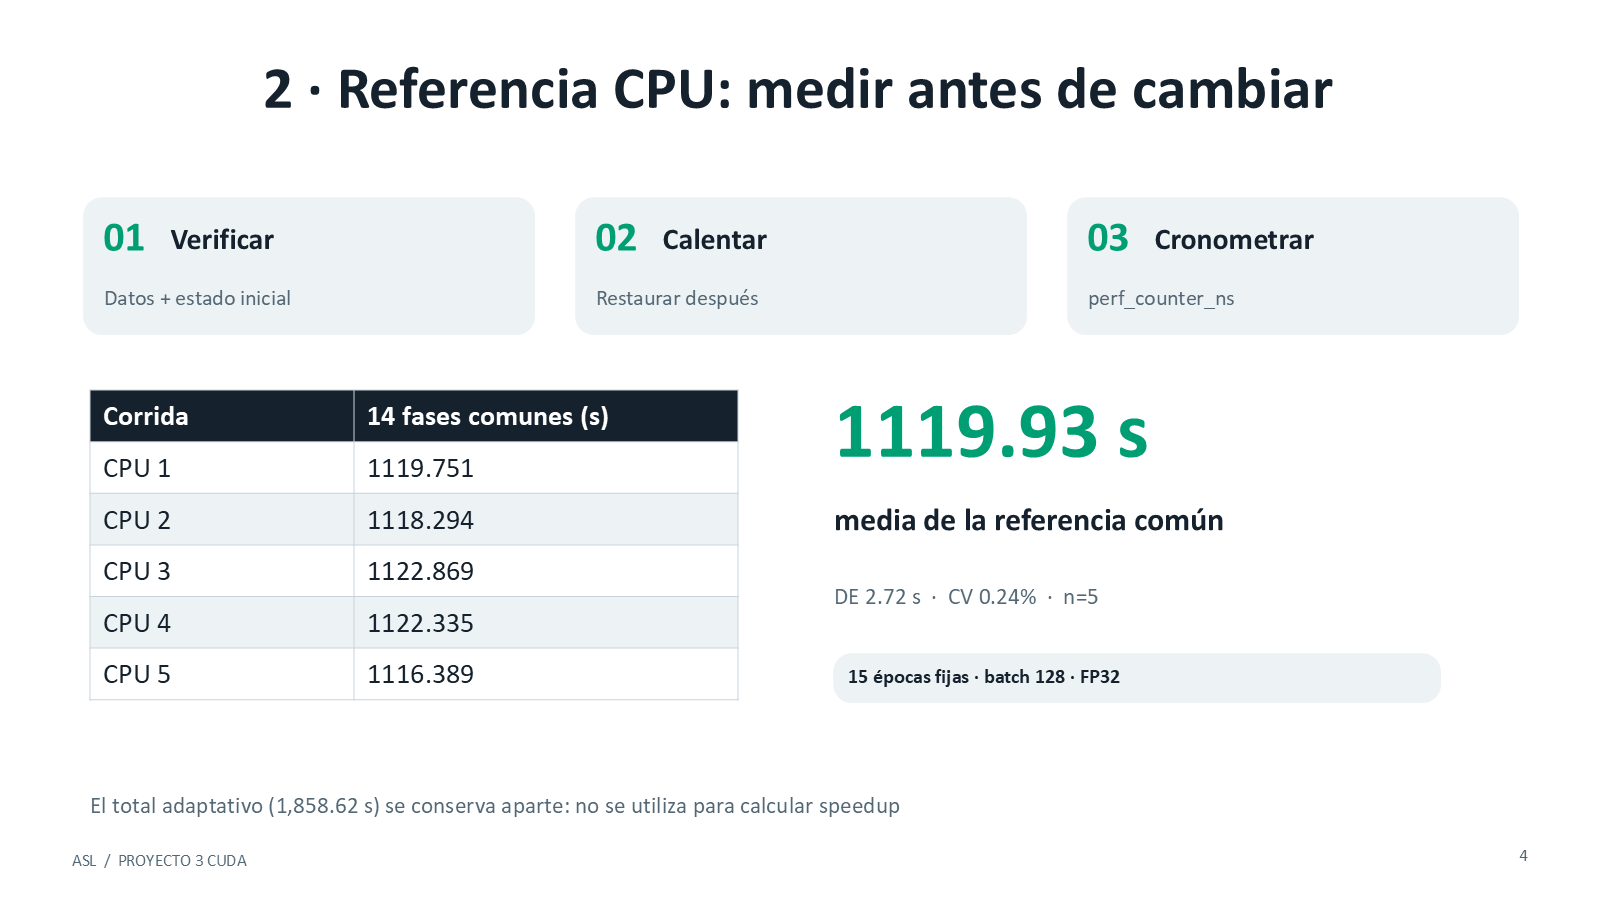 2 · Referencia CPU: medir antes de cambiar
01 Verificar
Datos + estado inicial
02 Calentar
Restaurar después
03 Cronometrar
perf_counter_ns
Corrida 14 fases comunes (s)
CPU 1 1119.751
CPU 2 1118.294
CPU 3 1122.869
CPU 4 1122.335
CPU 5 1116.389
1119.93 s
media de la referencia común
DE 2.72 s · CV 0.24% · n=5
15 épocas fijas · batch 128 · FP32
El total adaptativo (1,858.62 s) se conserva aparte: no se utiliza para calcular speedup
ASL / PROYECTO 3 CUDA
4